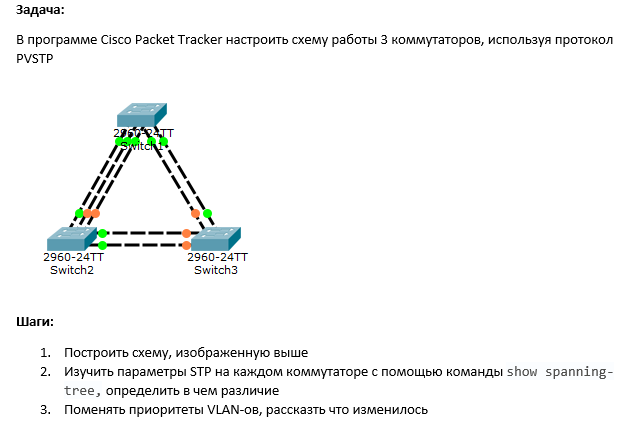 Задача:
В программе Cisco Packet Tracker настроить схему работы 3 коммутаторов, используя протокол
PVSTP
2960-24TT
Switch1
2960-24TT
Switch2
2960-24TT
Switch3
Шаги:
1. Построить схему, изображенную выше
2. Изучить параметры STP на каждом коммутаторе с помощью команды show spanning-
tree, определить в чем различие
3. Поменять приоритеты VLAN-ов, рассказть что изменилось